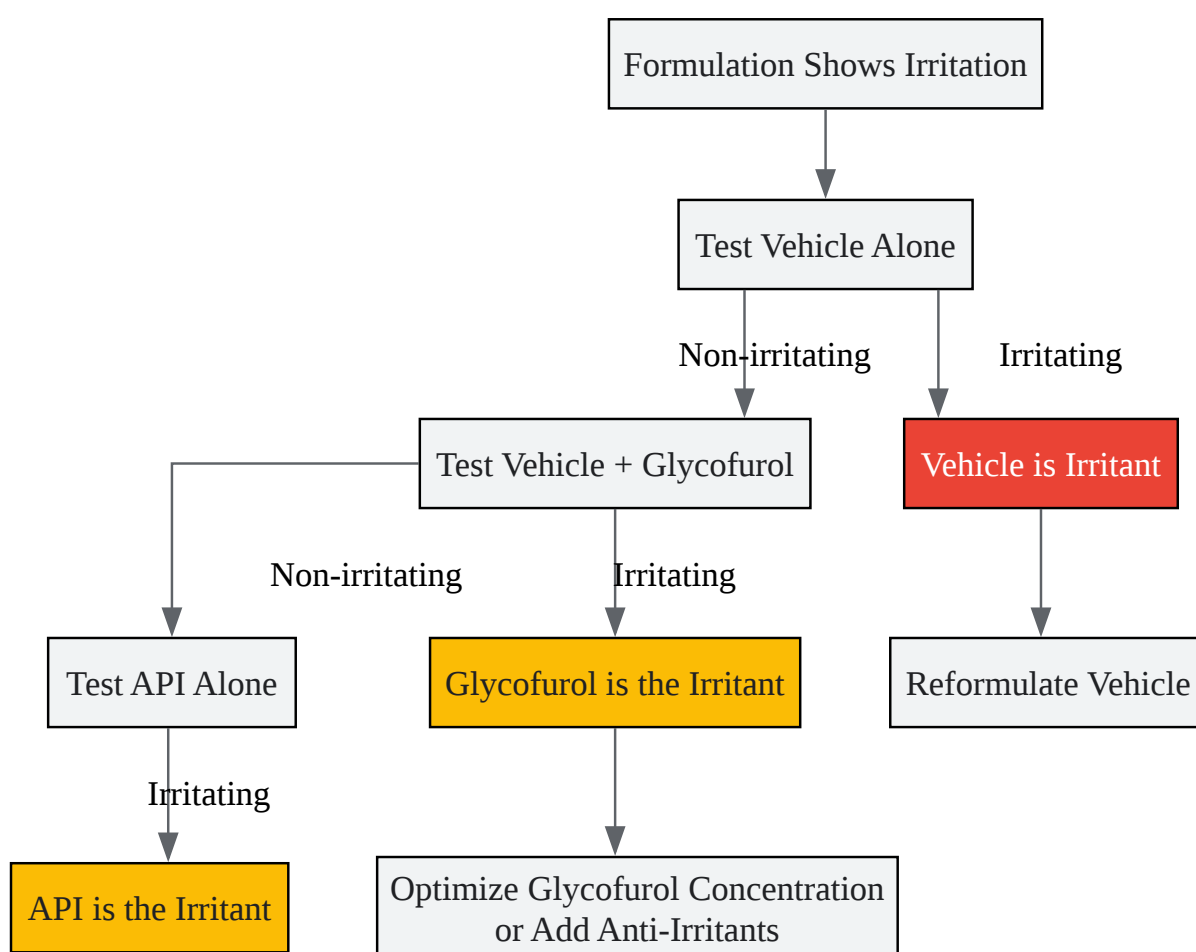 Formulation Shows Irritation
Test Vehicle Alone
Non-irritating
Irritating
Test Vehicle + Glycofurol
Vehicle is Irritant
Non-irritating
Irritating
Test API Alone
Glycofurol is the Irritant
Reformulate Vehicle
Irritating
API is the Irritant
Optimize Glycofurol Concentration
or Add Anti-Irritants